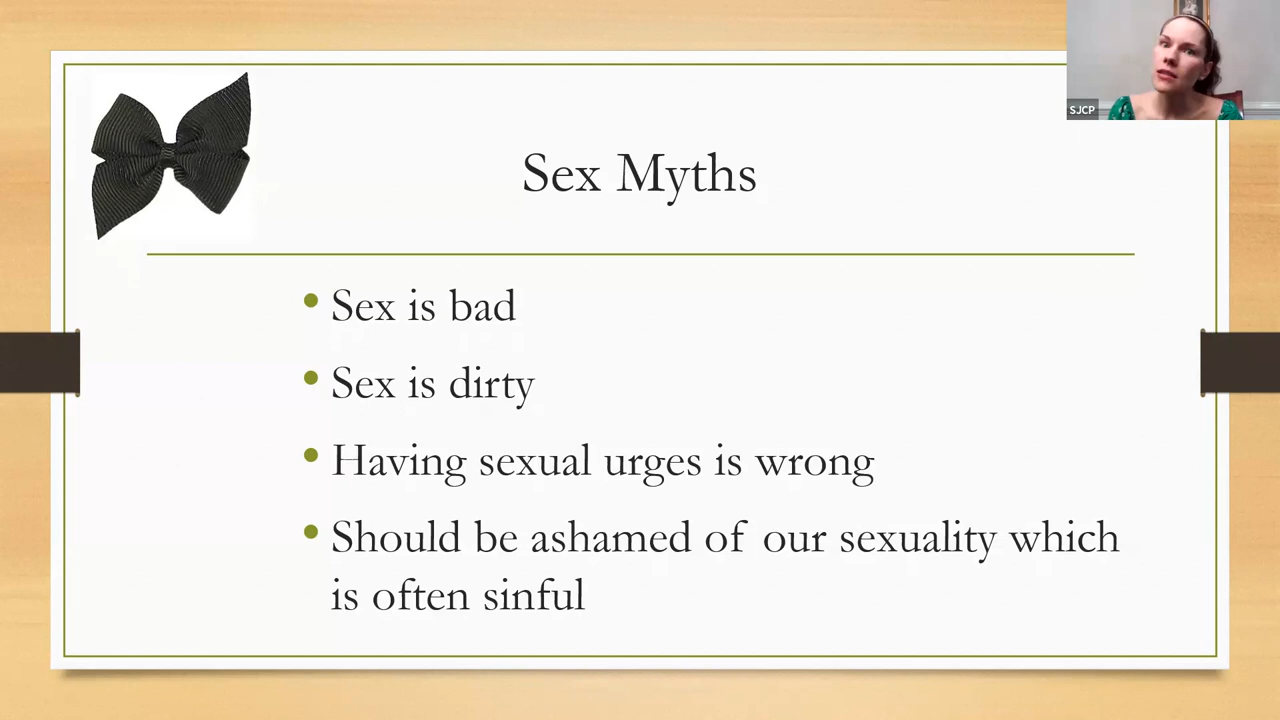 SJCP
Sex Myths
Sex is bad
Sex is dirty
Having sexual urges is wrong
Should be ashamed of our sexuality which
is often sinful